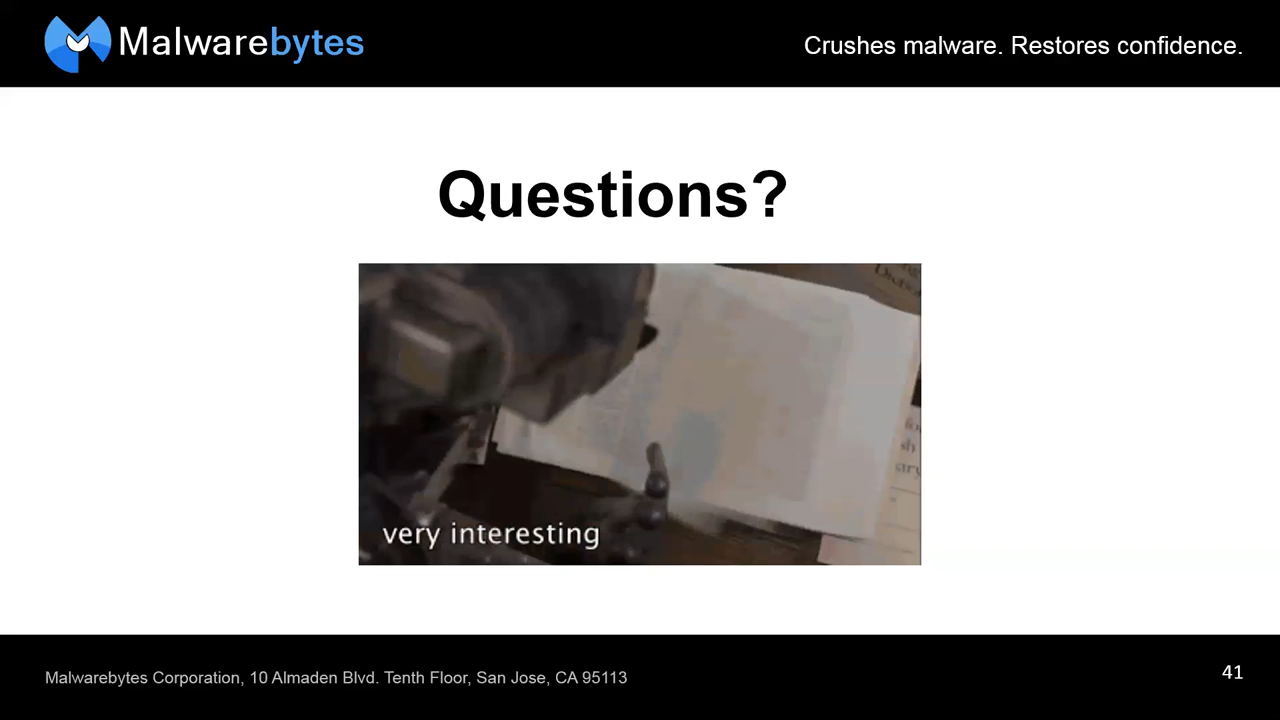 Malwarebytes
Crushes malware. Restores confidence.
Questions?
very interesting
Malwarebytes Corporation, 10 Almaden Blvd. Tenth Floor, San Jose, CA 95113
41